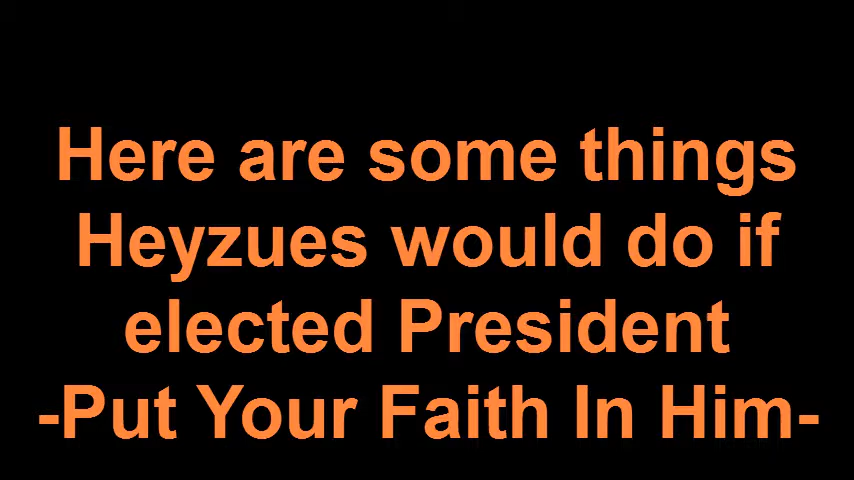 Here are some things
Heyzues would do if
elected President
-Put Your Faith In Him-